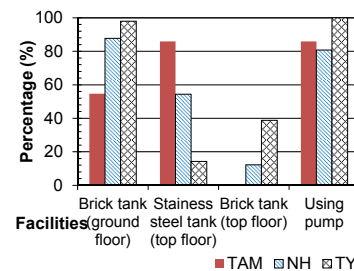 100
80
60
40
20
0
Percentage (%)
Brick tank (ground floor)
Stainess steel tank (top floor)
Brick tank (top floor)
Using pump
Facilities
TAM NH TY